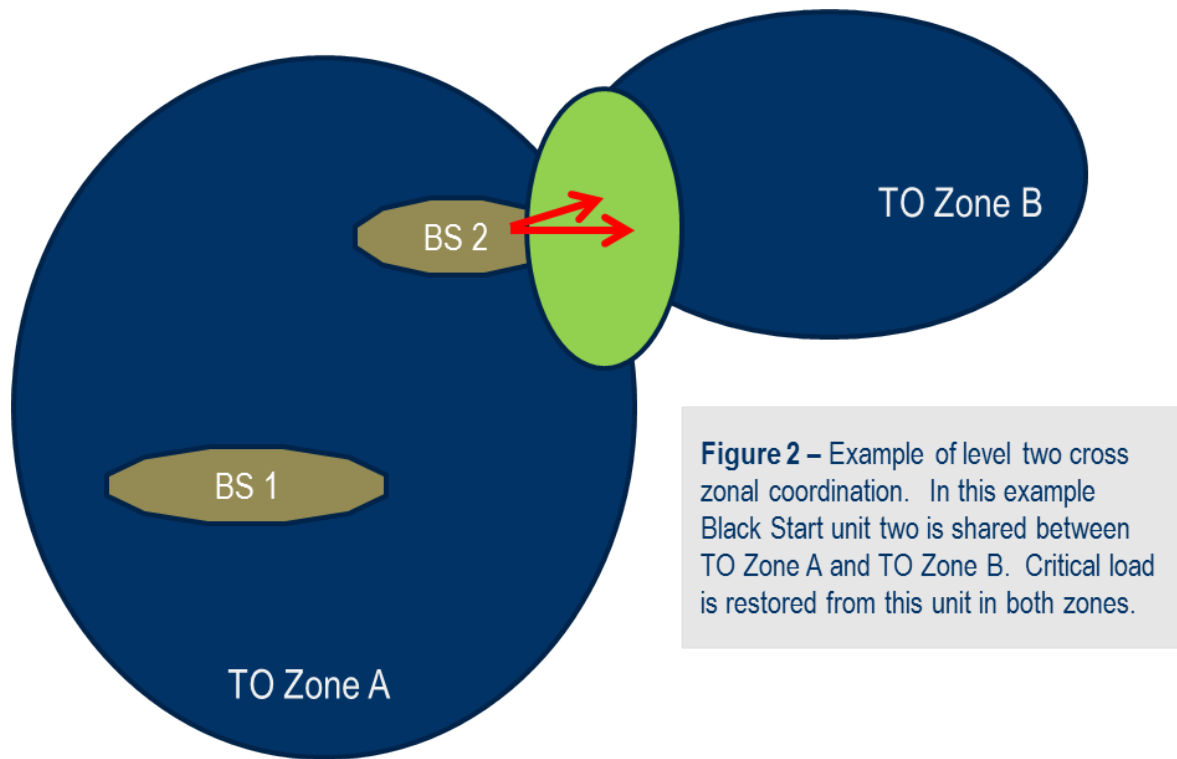 TO Zone B
BS 2
BS 1
TO Zone A
Figure 2 – Example of level two cross
zonal coordination. In this example
Black Start unit two is shared between
TO Zone A and TO Zone B. Critical load
is restored from this unit in both zones.